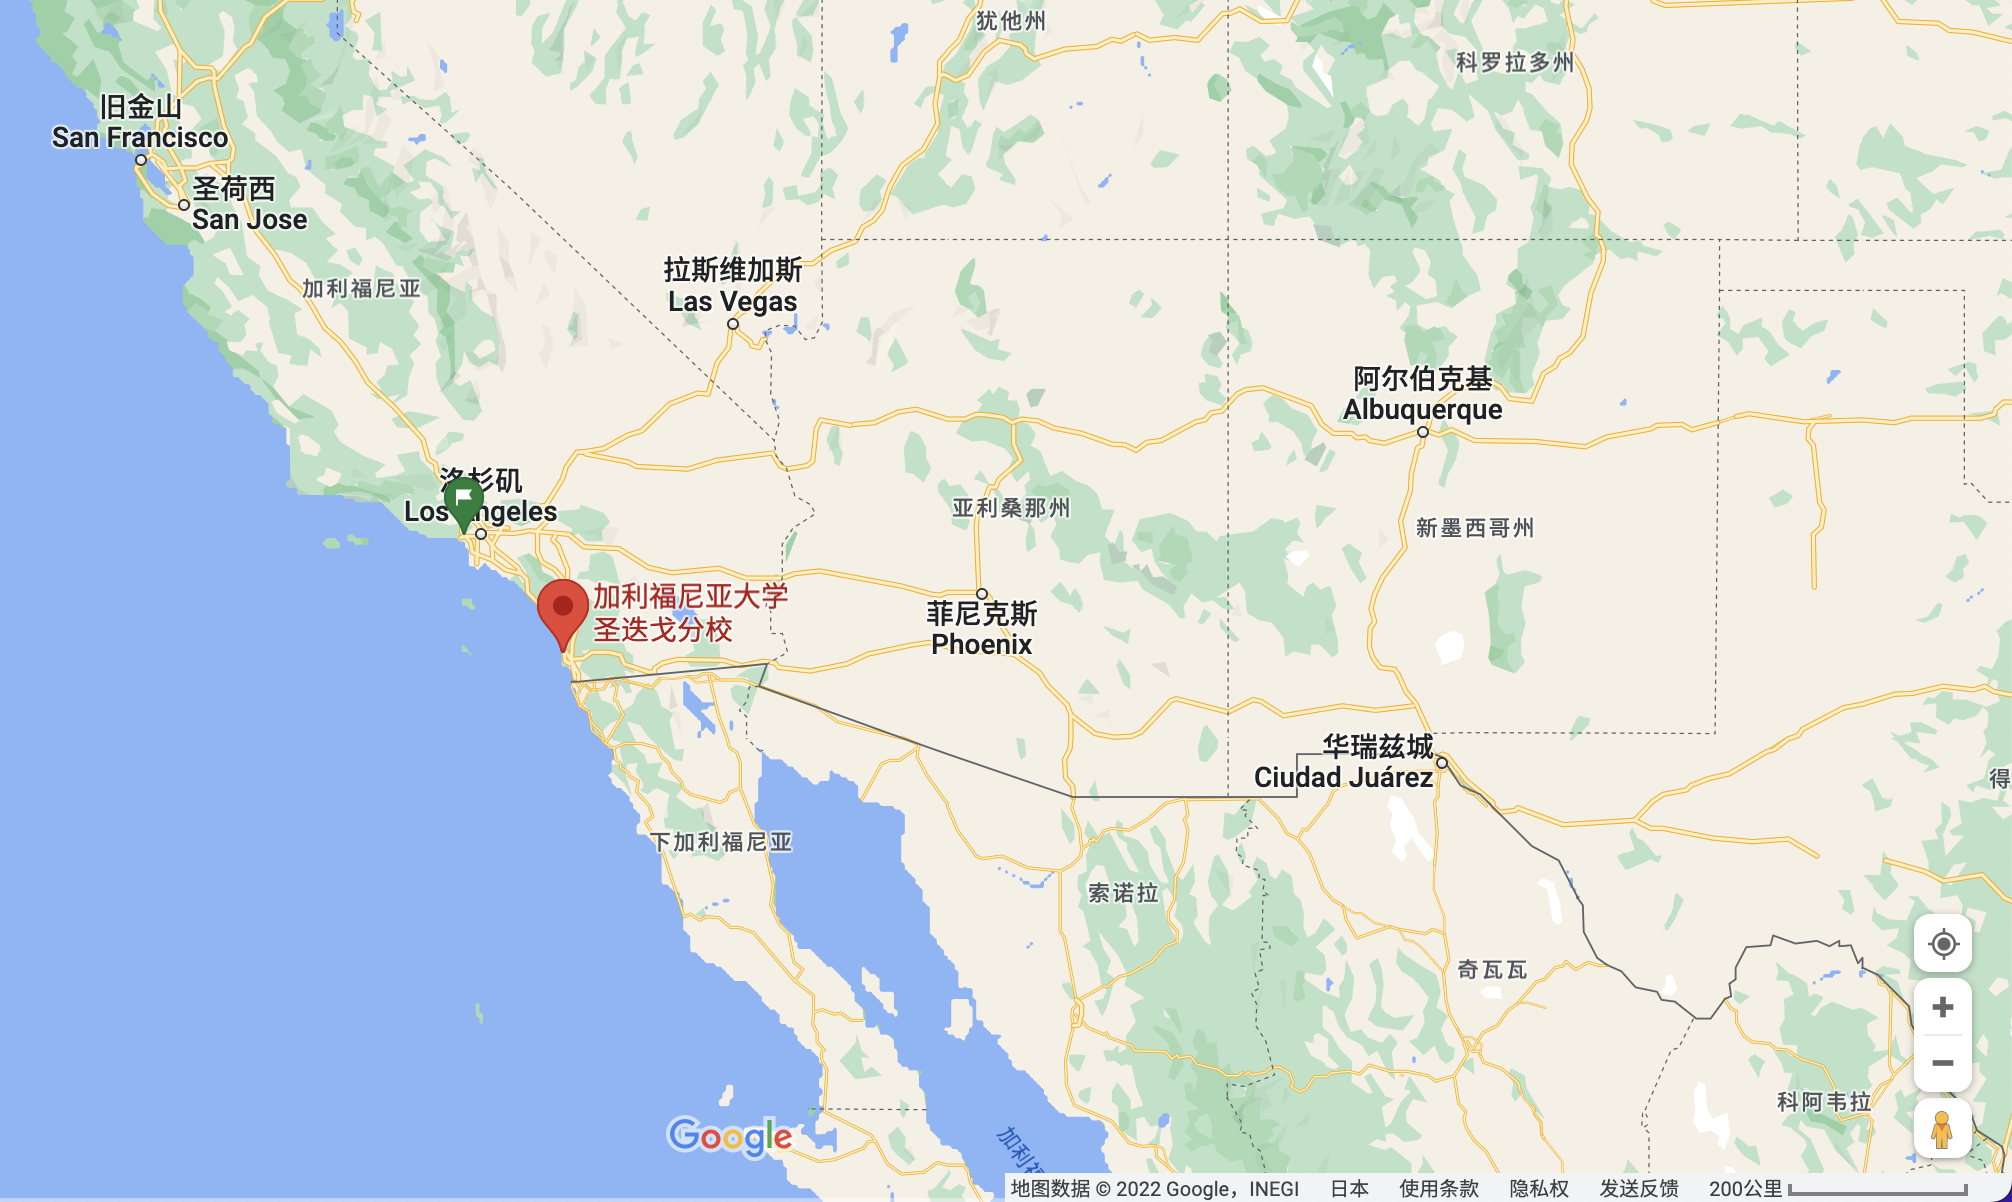 犹他州
科罗拉多州
旧金山
San Francisco
圣荷西
San Jose
加利福尼亚
拉斯维加斯
Las Vegas
阿尔伯克基
Albuquerque
洛杉矶
Los Angeles
亚利桑那州
新墨西哥州
加利福尼亚大学
圣迭戈分校
菲尼克斯
Phoenix
华瑞兹城
Ciudad Juárez
得
下加利福尼亚
索诺拉
奇瓦瓦
科阿韦拉
Google
加利福
地图数据 © 2022 Google，INEGI 日本 使用条款 隐私权 发送反馈 200公里